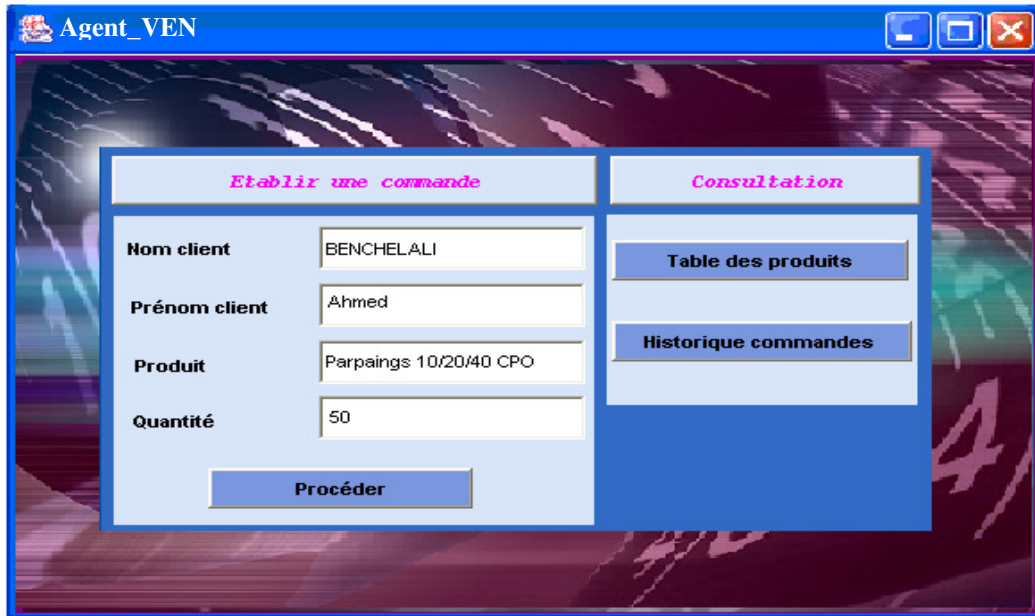 Agent_VEN
Etablir une commande
Nom client
BENCHELALI
Prénom client
Ahmed
Produit
Parpaings 10/20/40 CPO
Quantité
50
Procéder
Consultation
Table des produits
Historique commandes
4